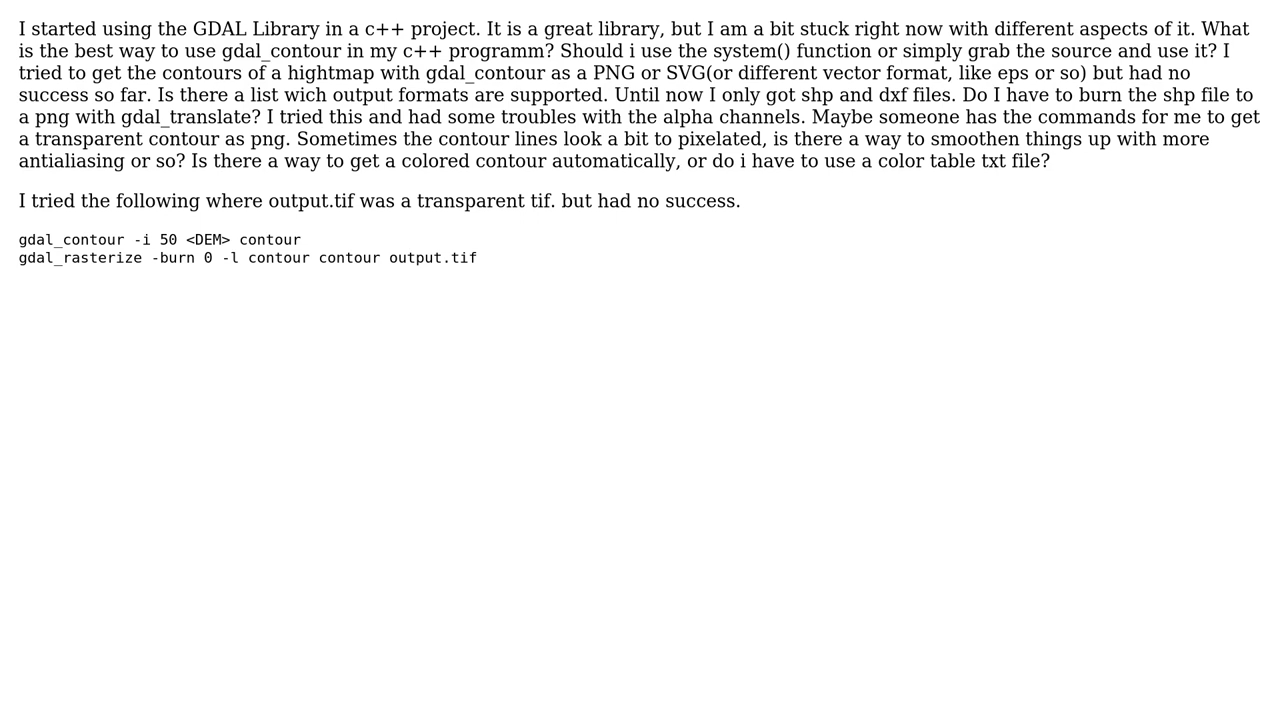 I started using the GDAL Library in a c++ project. It is a great library, but I am a bit stuck right now with different aspects of it. What
is the best way to use gdal_contour in my c++ programm? Should i use the system() function or simply grab the source and use it? I
tried to get the contours of a hightmap with gdal_contour as a PNG or SVG(or different vector format, like eps or so) but had no
success so far. Is there a list wich output formats are supported. Until now I only got shp and dxf files. Do I have to burn the shp file to
a png with gdal_translate? I tried this and had some troubles with the alpha channels. Maybe someone has the commands for me to get
a transparent contour as png. Sometimes the contour lines look a bit to pixelated, is there a way to smoothen things up with more
antialiasing or so? Is there a way to get a colored contour automatically, or do i have to use a color table txt file?
I tried the following where output.tif was a transparent tif. but had no success.
gdal_contour -i 50 <DEM> contour
gdal_rasterize -burn 0 -l contour contour output.tif